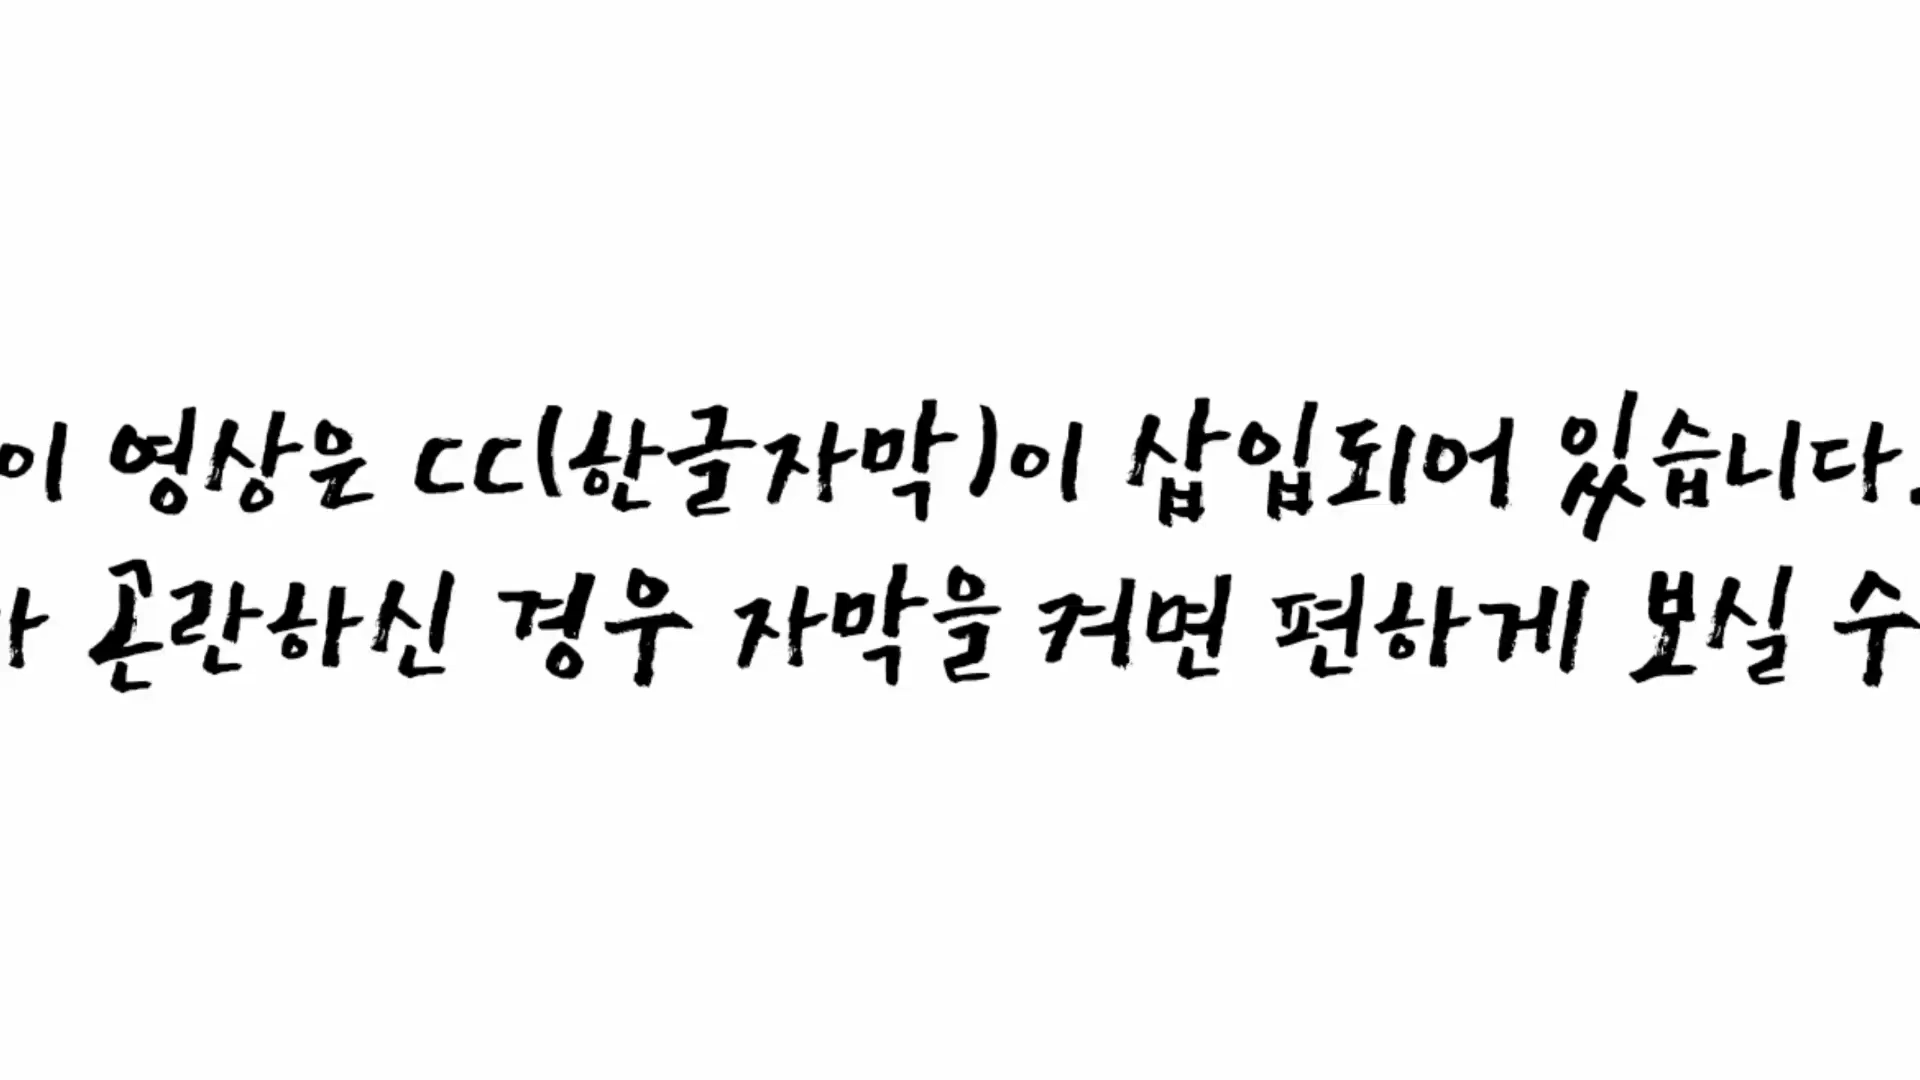 이 영상은 CC(한글자막)이 삽입되어 있습니다.
곤란하신 경우 자막을 켜면 편하게 보실 수